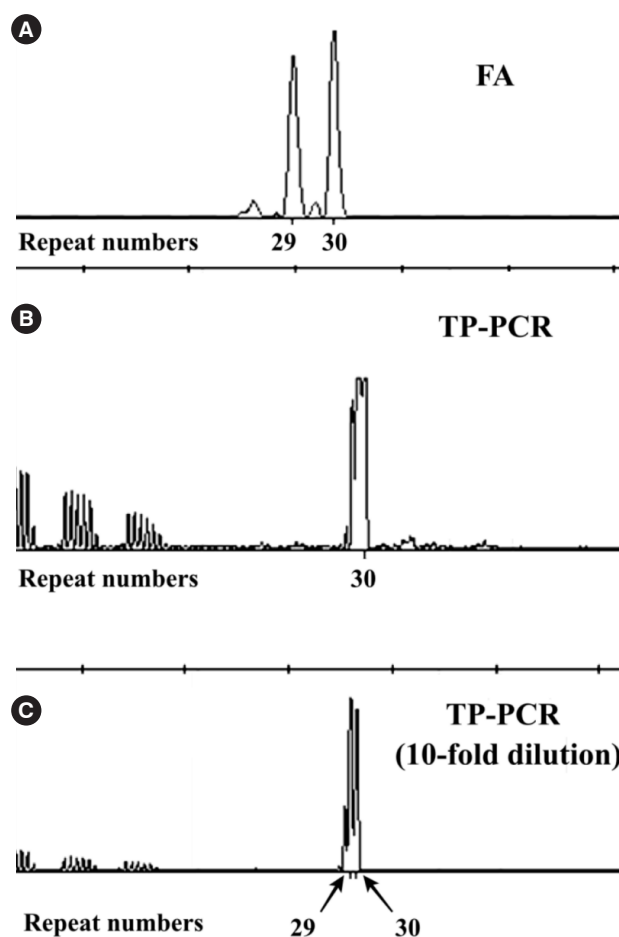 A
FA
Repeat numbers 29 30
B
TP-PCR
Repeat numbers 30
C
TP-PCR
(10-fold dilution)
Repeat numbers 29 30